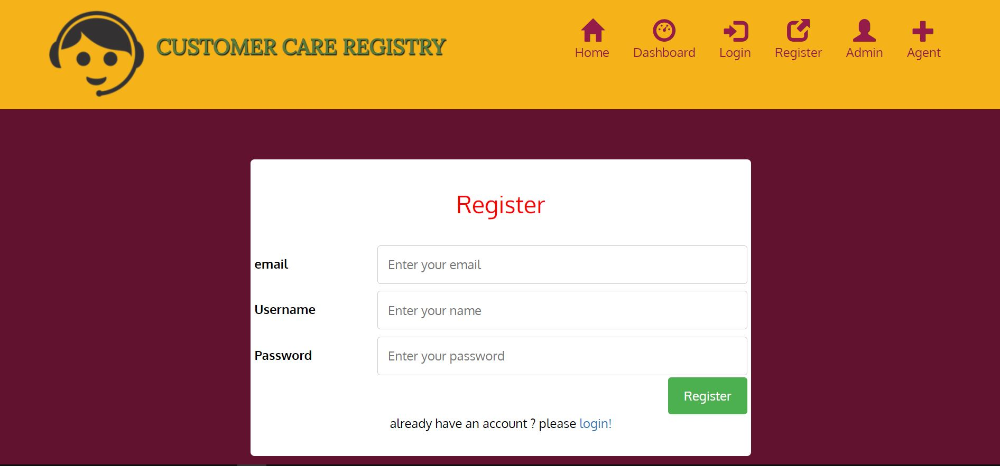 CUSTOMER CARE REGISTRY
Home Dashboard Login Register Admin Agent
Register
email Enter your email
Username Enter your name
Password Enter your password
Register
already have an account ? please login!